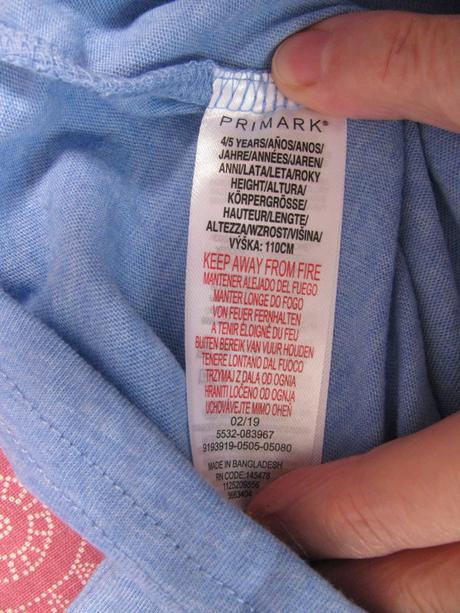 PRIMARK®
4/5 YEARS/AÑOS/ANOS/
JAHRE/ANNÉES/JAREN/
ANNI/LATA/LETA/ROKY
HEIGHT/ALTURA/
KÖRPERGRÖSSE/
HAUTEUR/LENGTE/
ALTEZZA/WZROST/VIŠINA/
VÝŠKA: 110CM
KEEP AWAY FROM FIRE
MANTENER ALEJADO DEL FUEGO
MANTER LONGE DO FOGO
VON FEUER FERNHALTEN
A TENIR ÉLOIGNÉ DU FEU
BUITEN BEREIK VAN VUUR HOUDEN
TENERE LONTANO DAL FUOCO
TRZYMAJ Z DALA OD OGNIA
HRANITI LOČENO OD OGNJA
UCHOVÁVEJTE MIMO OHEŇ
02/19
5532-083967
9193919-0505-05080
MADE IN BANGLADESH
RN CODE:145478
1125209556
5663404